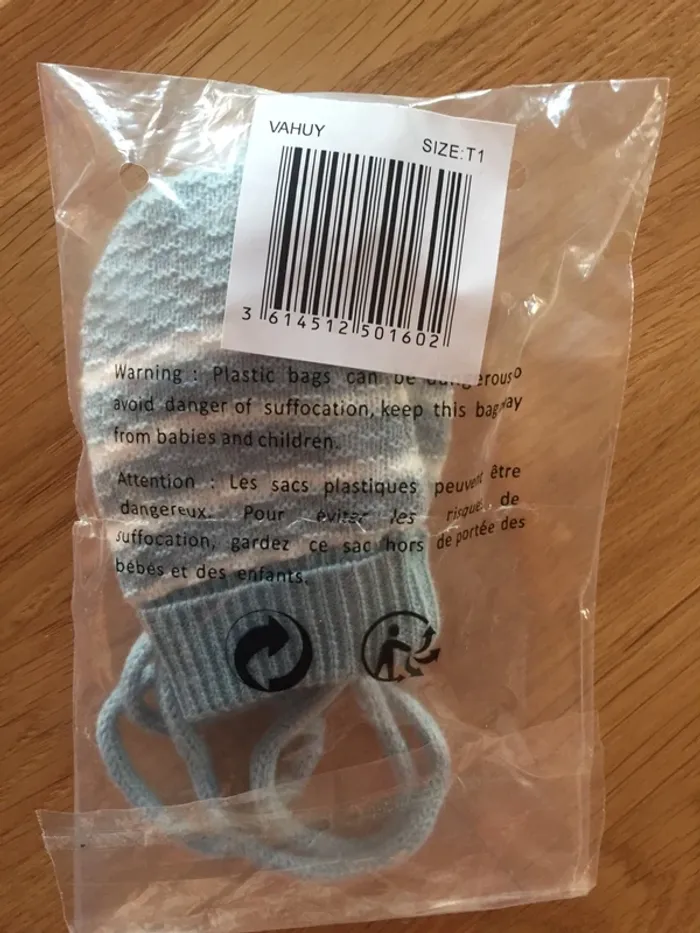 VAHUY
SIZE:T1
3 614512 501602
Warning : Plastic bags can be dangerous
avoid danger of suffocation, keep this bag
from babies and children.
Attention : Les sacs plastiques peuvent être
dangereux. Pour éviter les risque de
suffocation, gardez ce sac hors de portée des
bébés et des enfants.